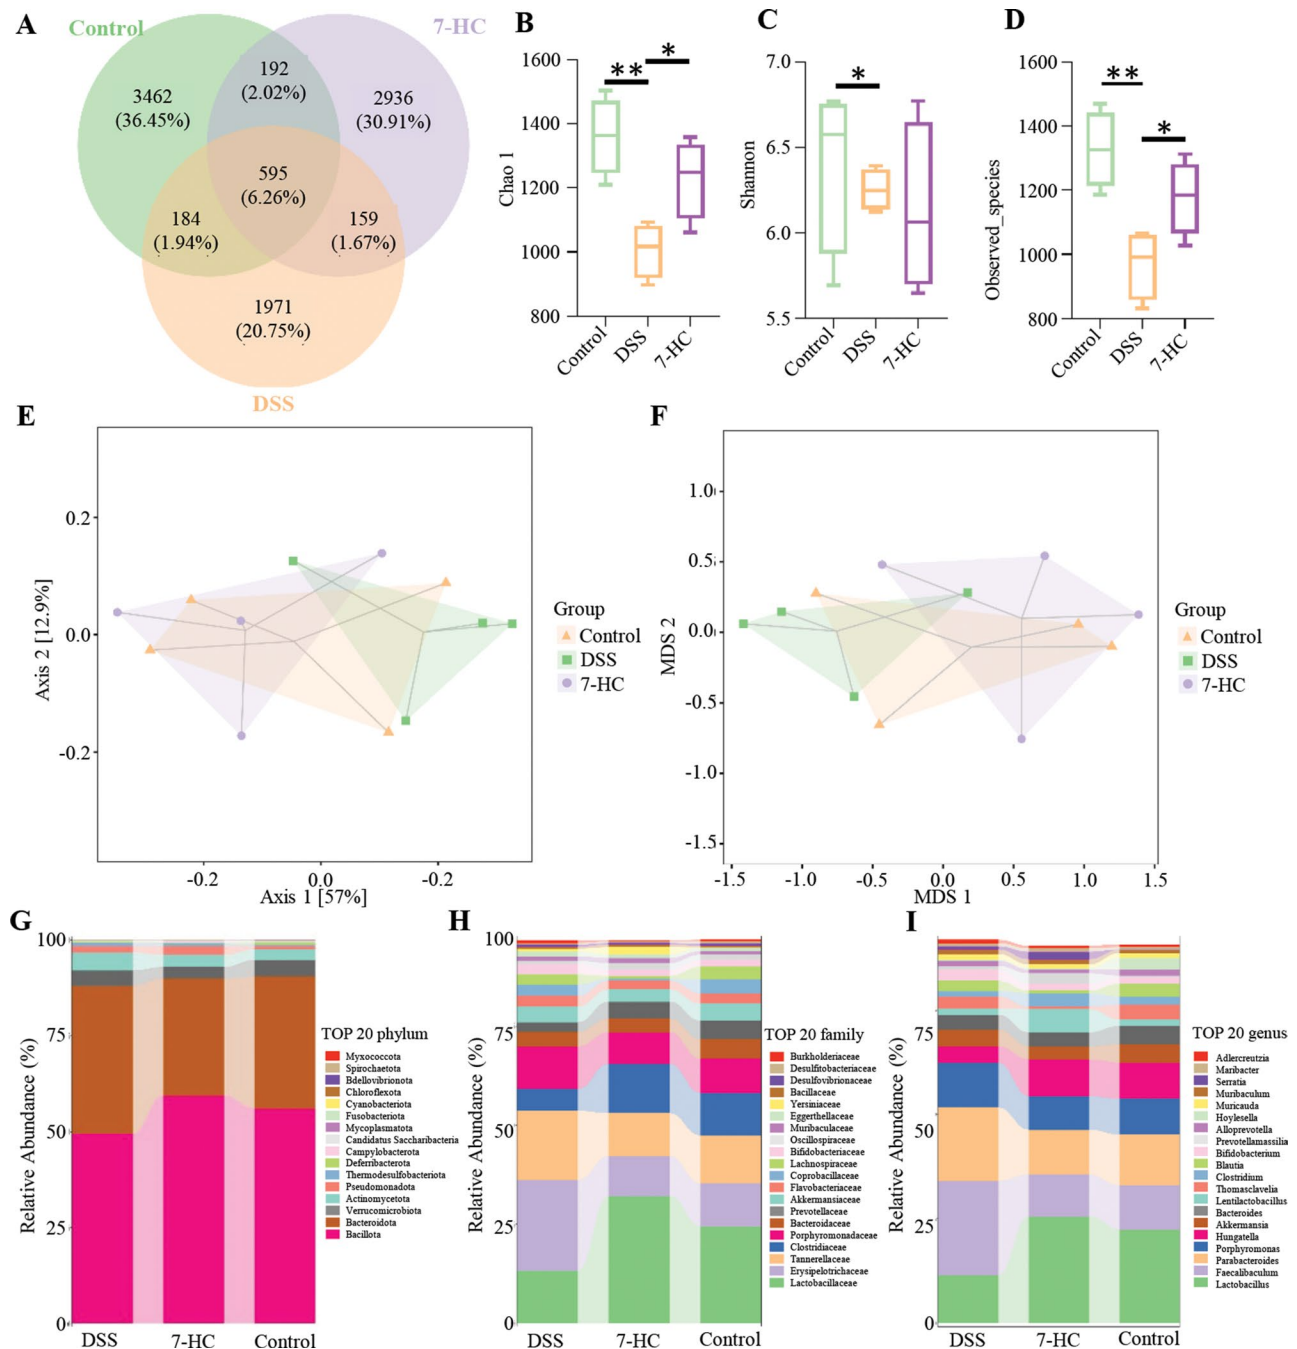 A
Control
7-HC
192
(2.02%)
3462
(36.45%)
2936
(30.91%)
595
(6.26%)
184
(1.94%)
159
(1.67%)
1971
(20.75%)
DSS
B
1600
1400
1200
1000
800
Chao 1
**
*
Control
DSS
7-HC
C
7.0
6.5
6.0
5.5
Shannon
*
Control
DSS
7-HC
D
1600
1400
1200
1000
800
Observed_species
**
*
Control
DSS
7-HC
E
0.2
0.0
-0.2
Axis 2 [12.9%]
-0.2
0.0
-0.2
Axis 1 [57%]
Group
Control
DSS
7-HC
F
1.0
0.5
0.0
-0.5
-1.0
-1.5
MDS 2
-1.5
-1.0
-0.5
0.0
0.5
1.0
1.5
MDS 1
Group
Control
DSS
7-HC
G
100
75
50
25
0
Relative Abundance (%)
DSS
7-HC
Control
TOP 20 phylum
Myxococcota
Spirochaetota
Bdellovibrionota
Chloroflexota
Cyanobacteriota
Fusobacteriota
Mycoplasmatota
Candidatus Saccharibacteria
Campylobacterota
Deferribacterota
Thermodesulfobacteriota
Pseudomonadota
Actinomycetota
Verrucomicrobiota
Bacteroidota
Bacillota
H
100
75
50
25
0
Relative Abundance (%)
DSS
7-HC
Control
TOP 20 family
Burkholderiaceae
Desulfitobacteriaceae
Desulfovibrionaceae
Bacillaceae
Yersiniaceae
Eggerthellaceae
Muribaculaceae
Oscillospiraceae
Bifidobacteriaceae
Lachnospiraceae
Coprobacillaceae
Flavobacteriaceae
Akkermansiaceae
Prevotellaceae
Bacteroidaceae
Porphyromonadaceae
Clostridiaceae
Tannerellaceae
Erysipelotrichaceae
Lactobacillaceae
I
75
50
25
0
Relative Abundance (%)
DSS
7-HC
Control
TOP 20 genus
Adlercreutzia
Maribacter
Serratia
Muribaculum
Muricauda
Hoylesella
Alloprevotella
Prevotellamassilia
Bifidobacterium
Blautia
Clostridium
Thomasclavelia
Lentilactobacillus
Bacteroides
Akkermansia
Hungatella
Porphyromonas
Parabacteroides
Faecalibaculum
Lactobacillus